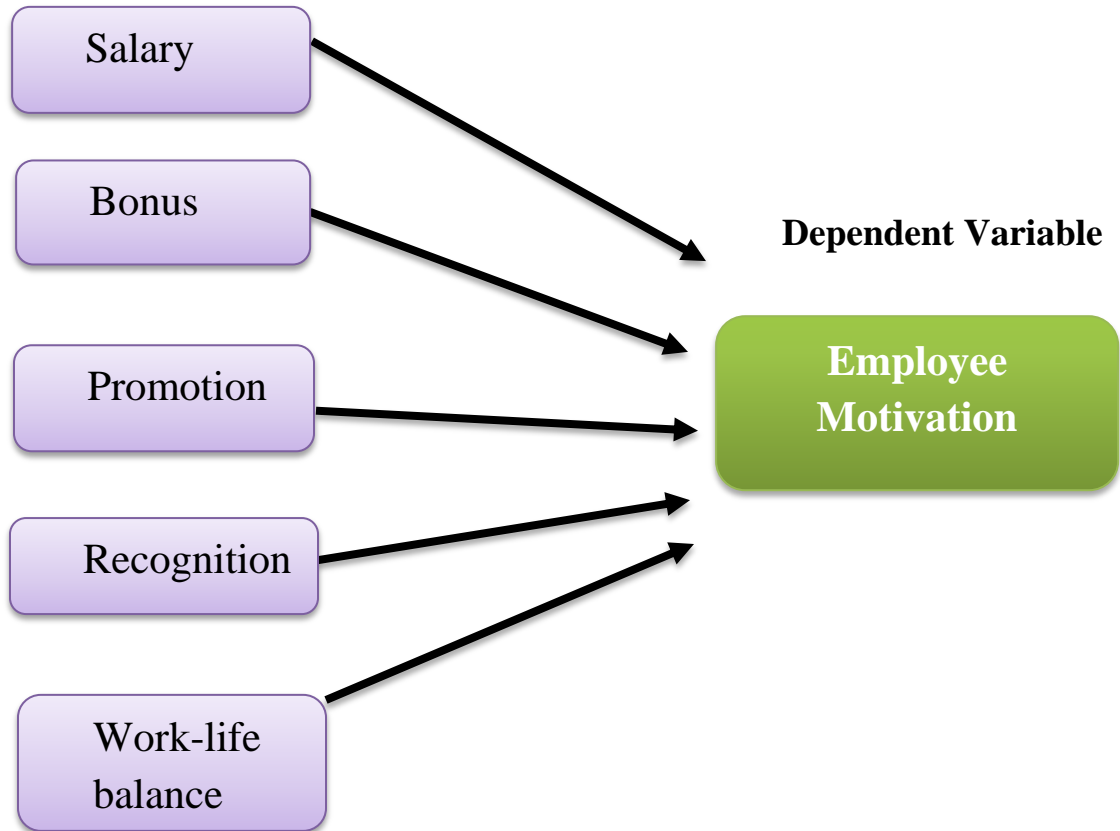 Salary
Bonus
Dependent Variable
Promotion
Employee
Motivation
Recognition
Work-life
balance